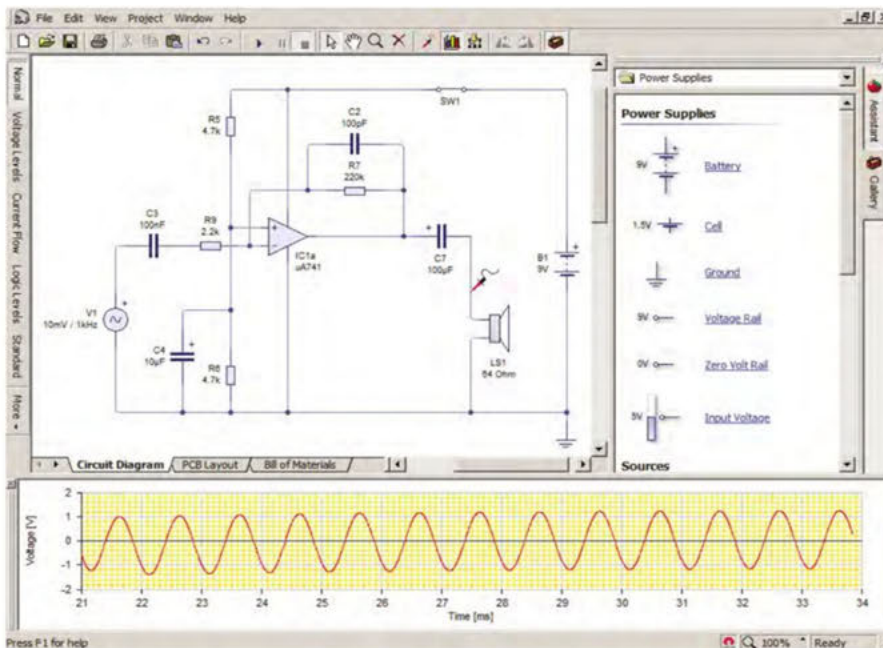 File Edit View Project Window Help
Normal
Voltage Levels
Current Flow
Logic Levels
Standard
More
R5
4.7k
C2
100pF
R7
220k
SW1
C3
100nF
R9
2.2k
IC1a
uA741
C7
100µF
B1
9V
V1
10mV / 1kHz
C4
10µF
R6
4.7k
LS1
64 Ohm
Circuit Diagram
PCB Layout
Bill of Materials
Power Supplies
Power Supplies
9V Battery
1.5V Cell
Ground
9V Voltage Rail
0V Zero Volt Rail
5V Input Voltage
Sources
Assistant
Gallery
Voltage [V]
2
1
0
-1
-2
21 22 23 24 25 26 27 28 29 30 31 32 33 34
Time [ms]
Press F1 for help
100%
Ready